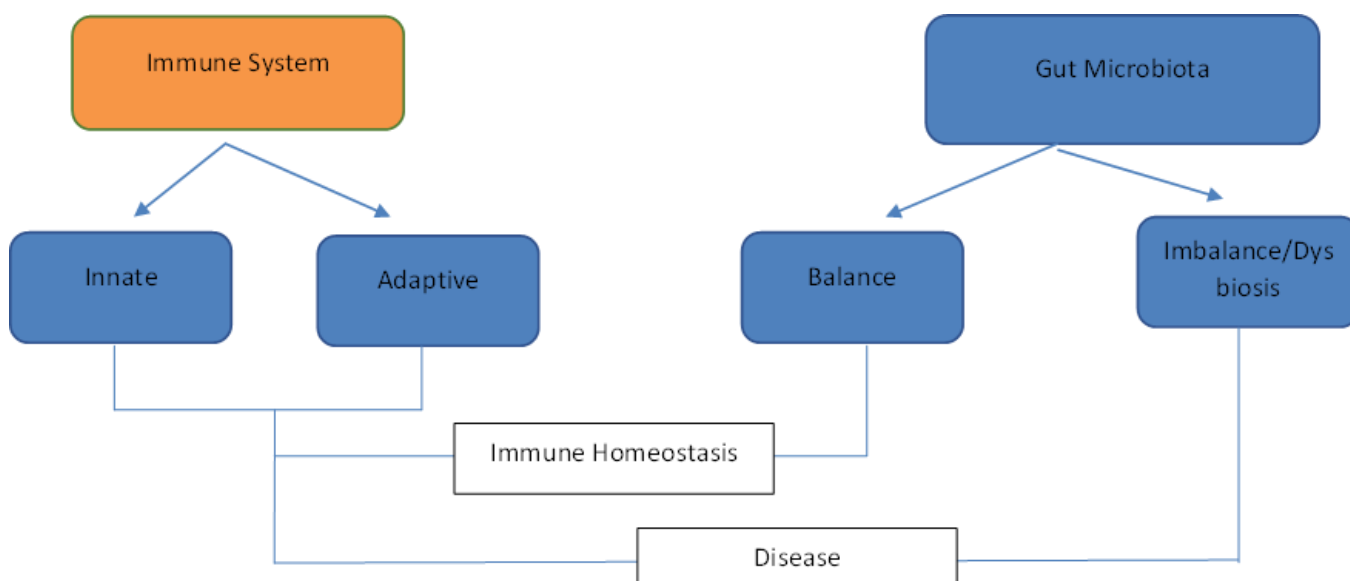 Immune System
Gut Microbiota
Innate
Adaptive
Balance
Imbalance/Dys
biosis
Immune Homeostasis
Disease